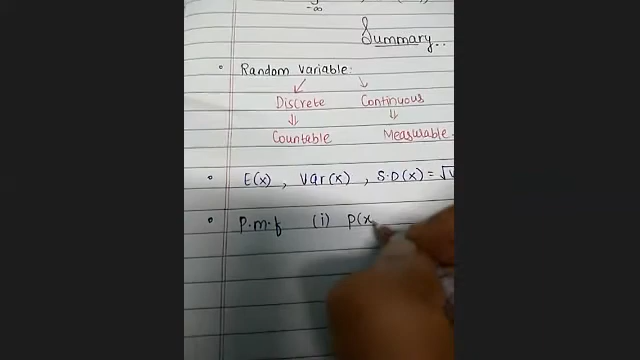 -∞
Summary..
• Random Variable:
Discrete Continuous
⇓ ⇓
Countable Measurable.
• E(x) , Var(x) , S.D(x) = √
• P.m.f (i) P(x